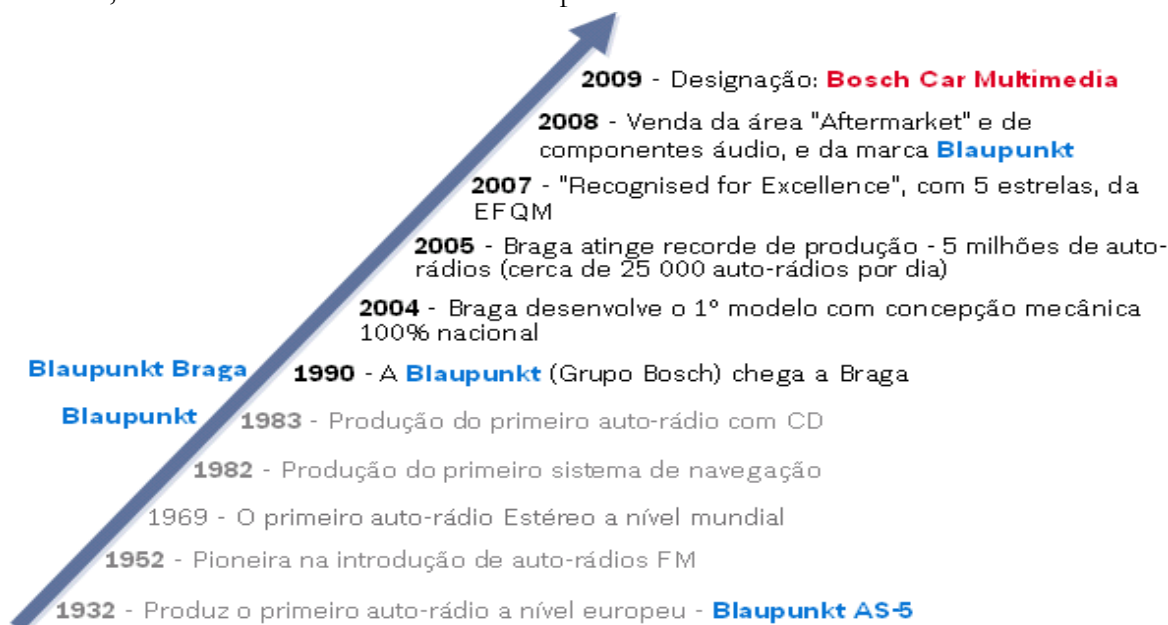 2009 - Designação: Bosch Car Multimedia
2008 - Venda da área "Aftermarket" e de
componentes áudio, e da marca Blaupunkt
2007 - "Recognised for Excellence", com 5 estrelas, da
EFQM
2005 - Braga atinge recorde de produção - 5 milhões de auto-
rádios (cerca de 25 000 auto-rádios por dia)
2004 - Braga desenvolve o 1º modelo com concepção mecânica
100% nacional
Blaupunkt Braga
1990 - A Blaupunkt (Grupo Bosch) chega a Braga
Blaupunkt
1983 - Produção do primeiro auto-rádio com CD
1982 - Produção do primeiro sistema de navegação
1969 - O primeiro auto-rádio Estéreo a nível mundial
1952 - Pioneira na introdução de auto-rádios FM
1932 - Produz o primeiro auto-rádio a nível europeu - Blaupunkt AS-5